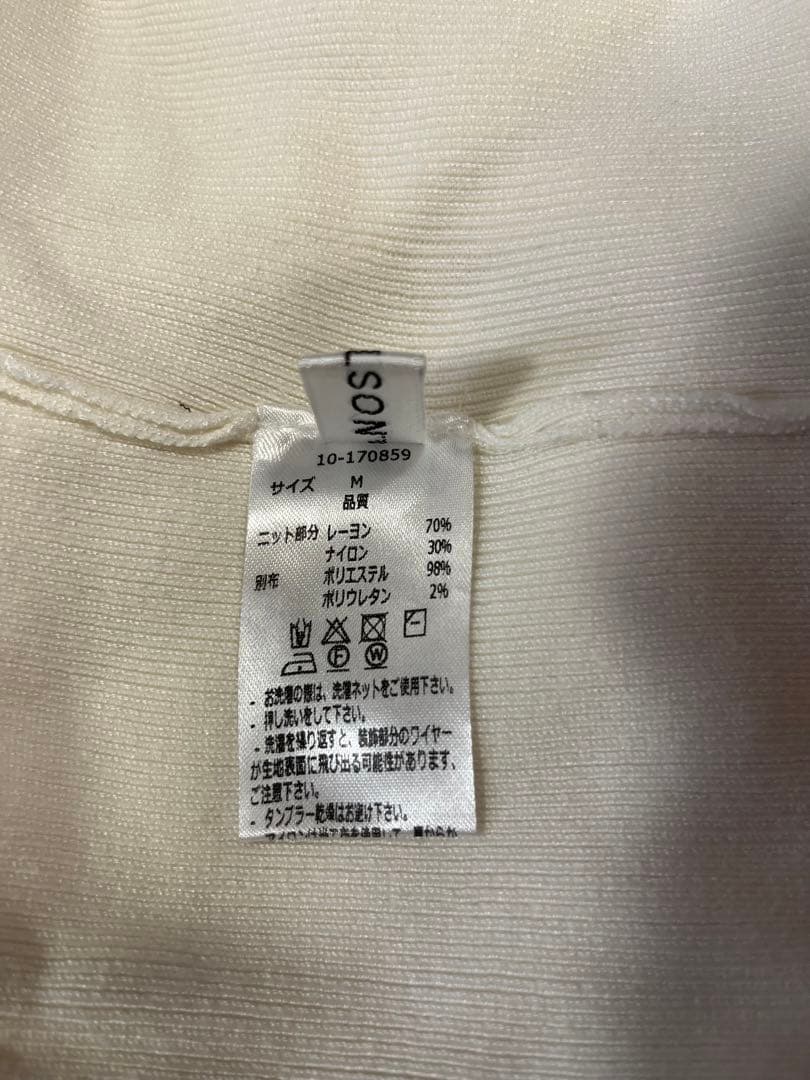 LSON
10-170859
サイズ M
品質
ニット部分 レーヨン 70%
ナイロン 30%
別布 ポリエステル 98%
ポリウレタン 2%
F W
- お洗濯の際は、洗濯ネットをご使用下さい。
- 押し洗いをして下さい。
- 洗濯を繰り返すと、装飾部分のワイヤー
が生地表面に飛び出る可能性があります、
ご注意下さい。
- タンブラー乾燥はお避け下さい。